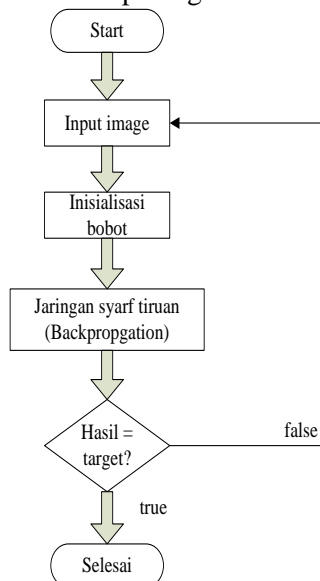 Start
Input image
Inisialisasi
bobot
Jaringan syarf tiruan
(Backpropgation)
Hasil =
target?
false
true
Selesai